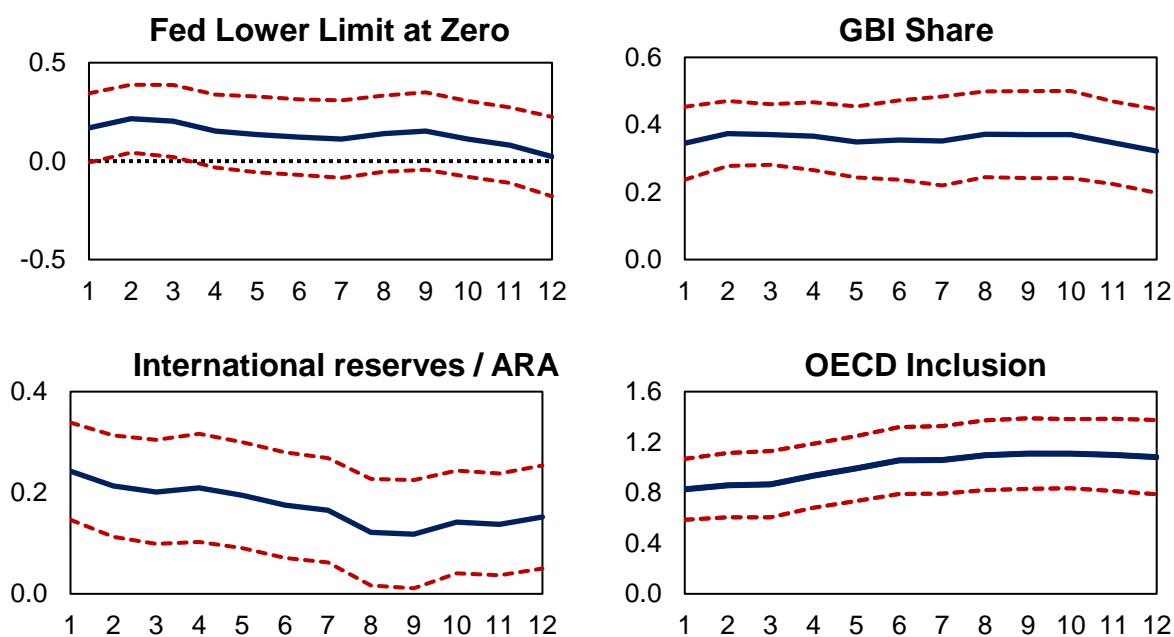 Fed Lower Limit at Zero
0.5
0.0
-0.5
1 2 3 4 5 6 7 8 9 10 11 12
GBI Share
0.6
0.4
0.2
0.0
1 2 3 4 5 6 7 8 9 10 11 12
International reserves / ARA
0.4
0.2
0.0
1 2 3 4 5 6 7 8 9 10 11 12
OECD Inclusion
1.6
1.2
0.8
0.4
0.0
1 2 3 4 5 6 7 8 9 10 11 12